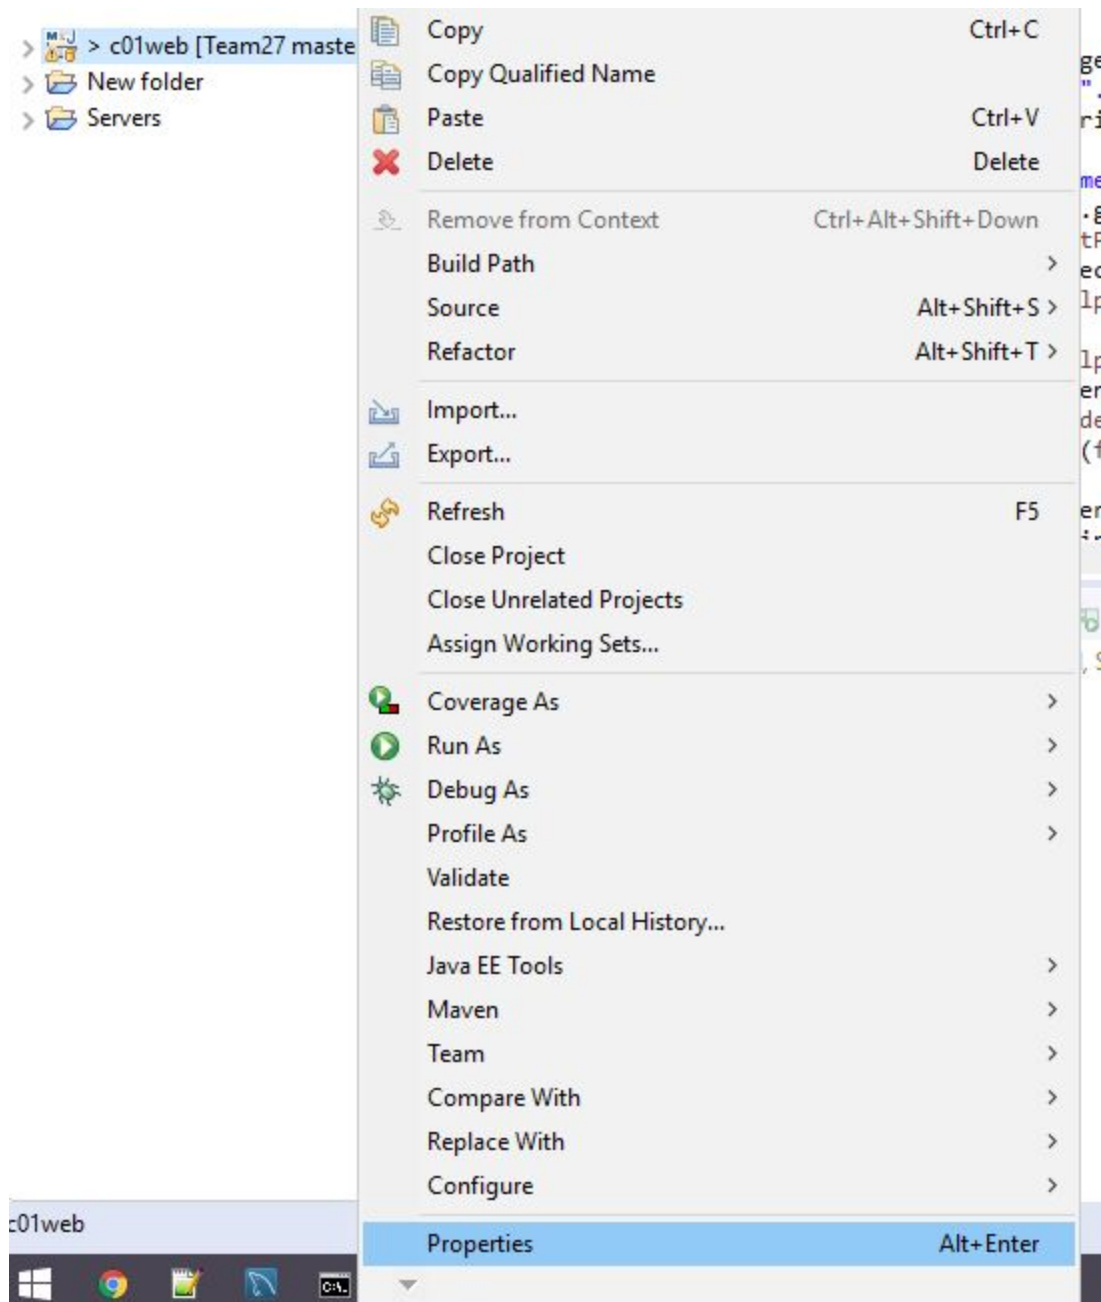 > c01web [Team27 maste
New folder
Servers
Copy Ctrl+C
Copy Qualified Name
Paste Ctrl+V
Delete Delete
Remove from Context Ctrl+Alt+Shift+Down
Build Path >
Source Alt+Shift+S >
Refactor Alt+Shift+T >
Import...
Export...
Refresh F5
Close Project
Close Unrelated Projects
Assign Working Sets...
Coverage As >
Run As >
Debug As >
Profile As >
Validate
Restore from Local History...
Java EE Tools >
Maven >
Team >
Compare With >
Replace With >
Configure >
Properties Alt+Enter
c01web